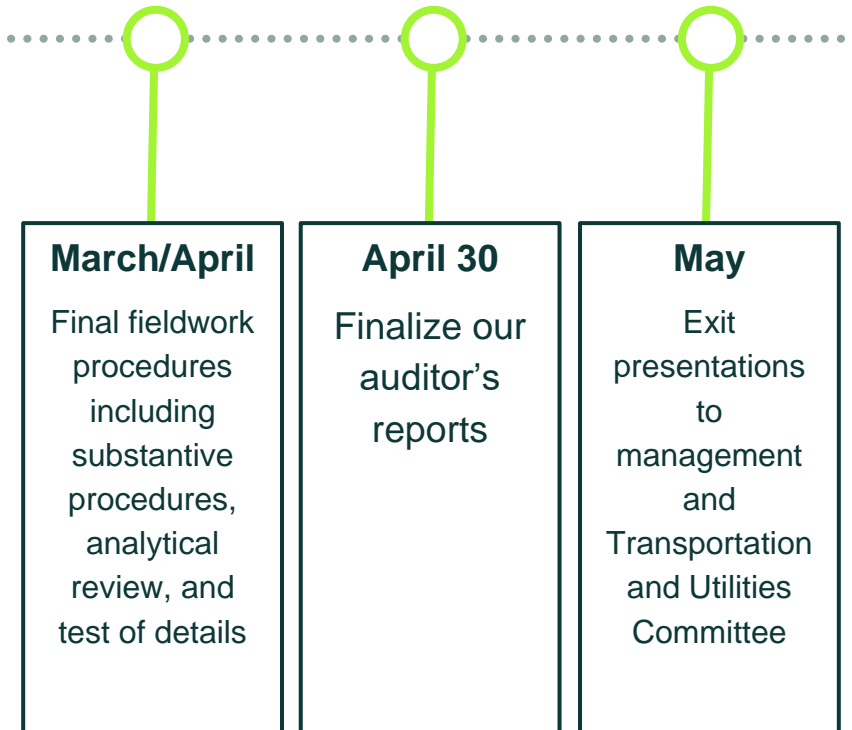 March/April
Final fieldwork
procedures
including
substantive
procedures,
analytical
review, and
test of details
April 30
Finalize our
auditor’s
reports
May
Exit
presentations
to
management
and
Transportation
and Utilities
Committee